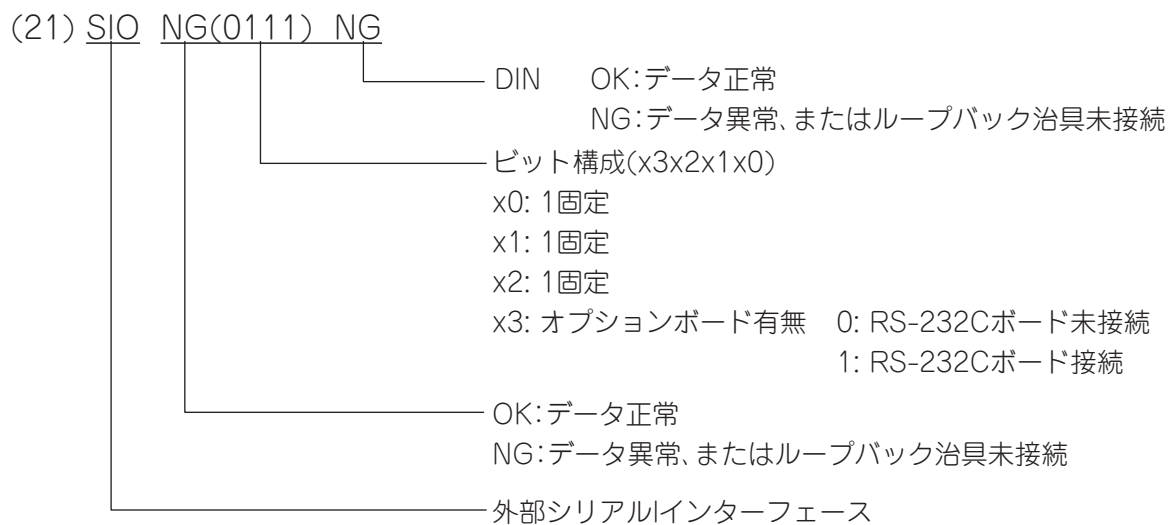 (21) SIO NG(0111) NG
DIN OK:データ正常
NG:データ異常、またはループバック治具未接続
ビット構成(x3x2x1x0)
x0: 1固定
x1: 1固定
x2: 1固定
x3: オプションボード有無 0: RS-232Cボード未接続
1: RS-232Cボード接続
OK:データ正常
NG:データ異常、またはループバック治具未接続
外部シリアルlインターフェース